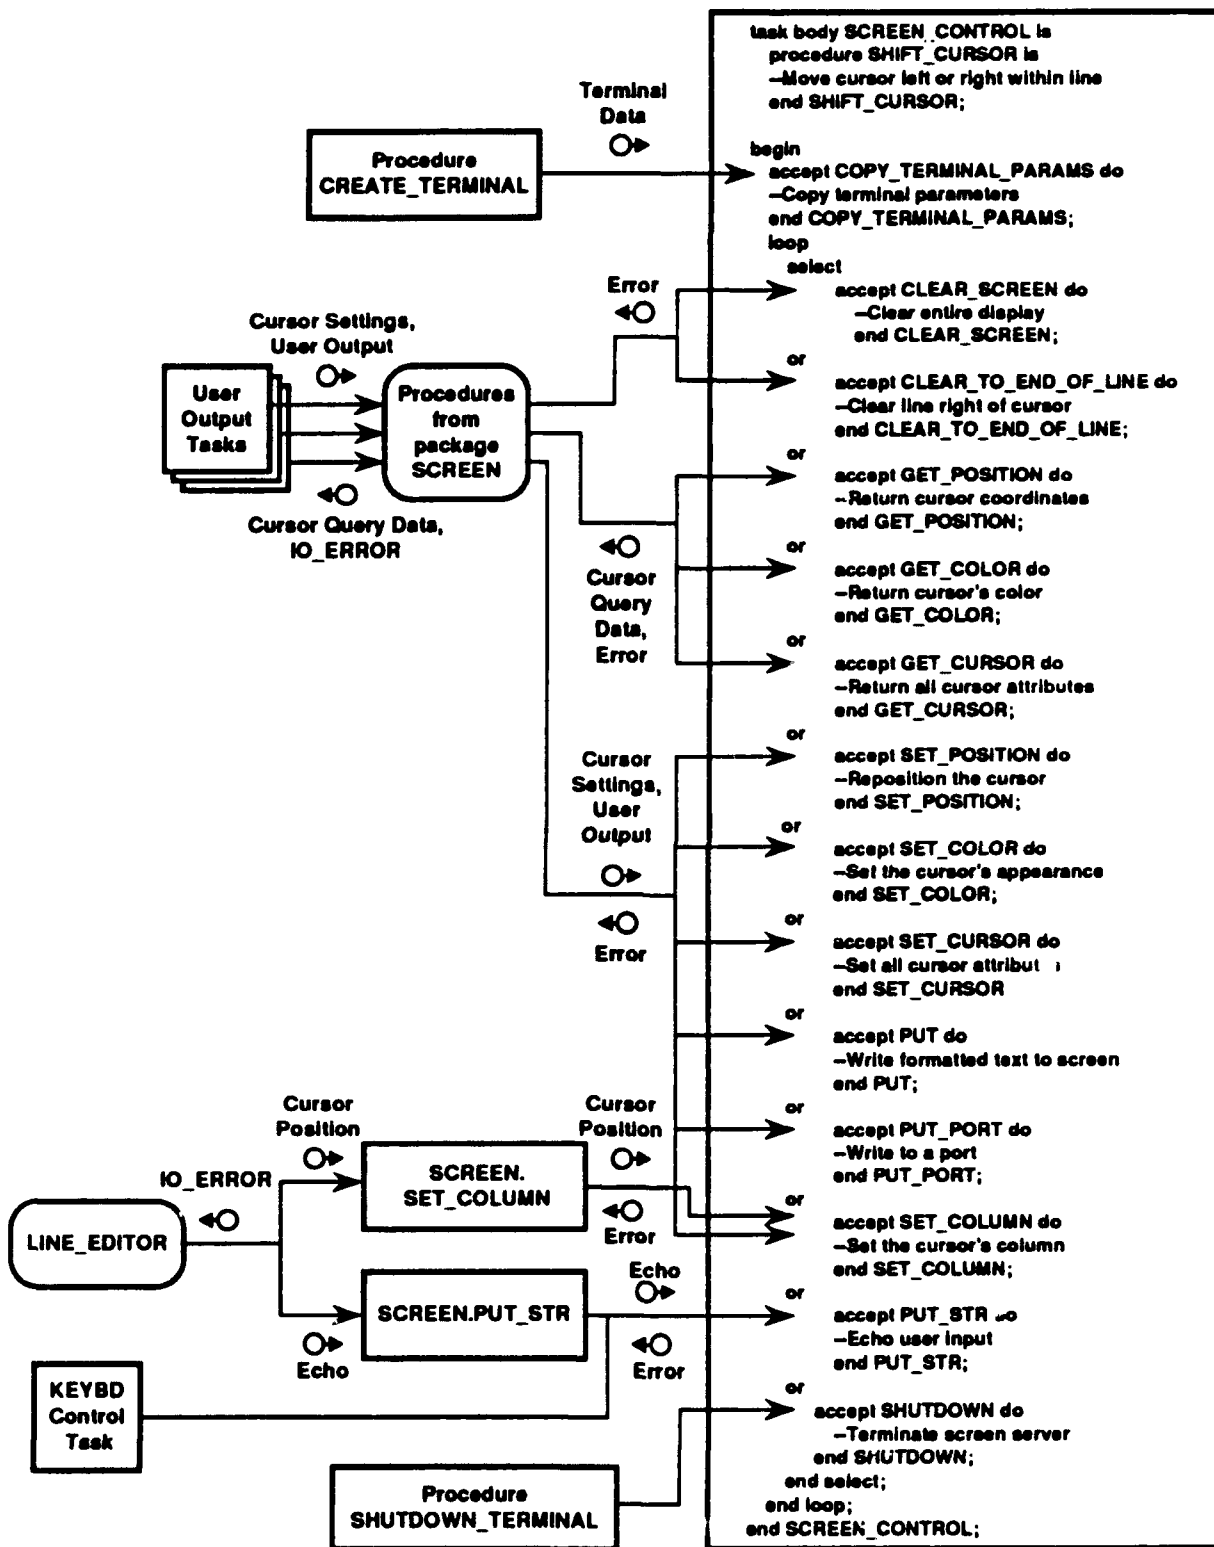 task body SCREEN_CONTROL is
procedure SHIFT_CURSOR is
–Move cursor left or right within line
end SHIFT_CURSOR;
begin
accept COPY_TERMINAL_PARAMS do
–Copy terminal parameters
end COPY_TERMINAL_PARAMS;
loop
select
accept CLEAR_SCREEN do
–Clear entire display
end CLEAR_SCREEN;
or
accept CLEAR_TO_END_OF_LINE do
–Clear line right of cursor
end CLEAR_TO_END_OF_LINE;
or
accept GET_POSITION do
–Return cursor coordinates
end GET_POSITION;
or
accept GET_COLOR do
–Return cursor's color
end GET_COLOR;
or
accept GET_CURSOR do
–Return all cursor attributes
end GET_CURSOR;
or
accept SET_POSITION do
–Reposition the cursor
end SET_POSITION;
or
accept SET_COLOR do
–Set the cursor's appearance
end SET_COLOR;
or
accept SET_CURSOR do
–Set all cursor
end SET_CURSOR
or
accept PUT do
–Write formatted text to screen
end PUT;
or
accept PUT_PORT do
–Write to a port
end PUT_PORT;
or
accept SET_COLUMN do
–Set the cursor's column
end SET_COLUMN;
or
accept PUT_STR
–Echo user input
end PUT_STR;
or
accept SHUTDOWN do
–Terminate screen server
end SHUTDOWN;
end select;
end loop;
end SCREEN_CONTROL;
Terminal
Data
Procedure
CREATE_TERMINAL
Error
Cursor Settings,
User Output
User
Output
Tasks
Procedures
from
package
SCREEN
Cursor Query Data,
IO_ERROR
Cursor
Query
Data,
Error
Cursor
Settings,
User
Output
Error
Cursor
Position
Cursor
Position
IO_ERROR
SCREEN.
SET_COLUMN
LINE_EDITOR
Error
Echo
SCREEN.PUT_STR
Echo
Error
KEYBD
Control
Task
Procedure
SHUTDOWN_TERMINAL